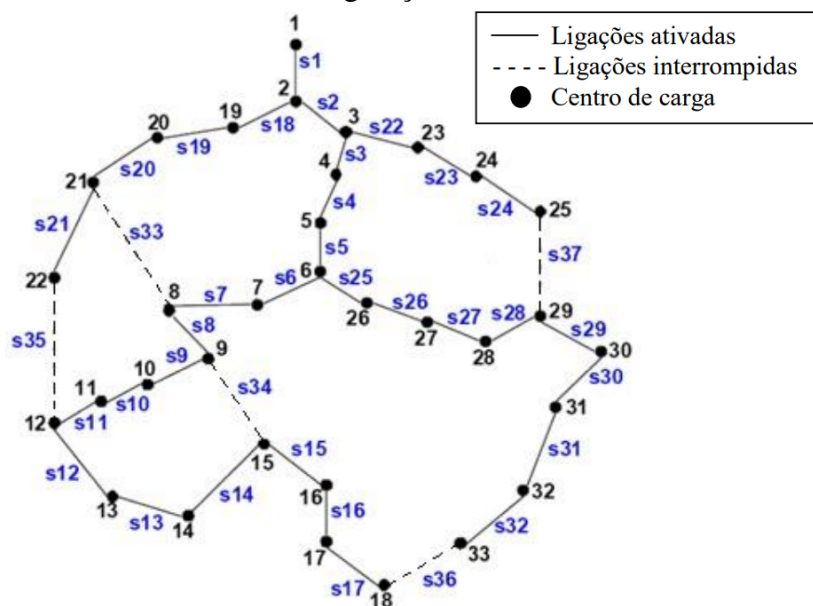 Ligações ativadas
Ligações interrompidas
Centro de carga
1
s1
2
s2
19
s18
20
s19
3
s22
23
s3
4
24
s20
s23
21
s4
s24
25
s21
s33
5
s5
s37
22
8
s7
7
s6
6
s25
26
s26
s27
s28
29
s8
27
28
s29
s35
s9
9
30
10
s34
s30
11
s10
31
12
s11
s15
s31
15
s12
s14
16
32
13
s13
14
s16
s32
17
33
s17
s36
18